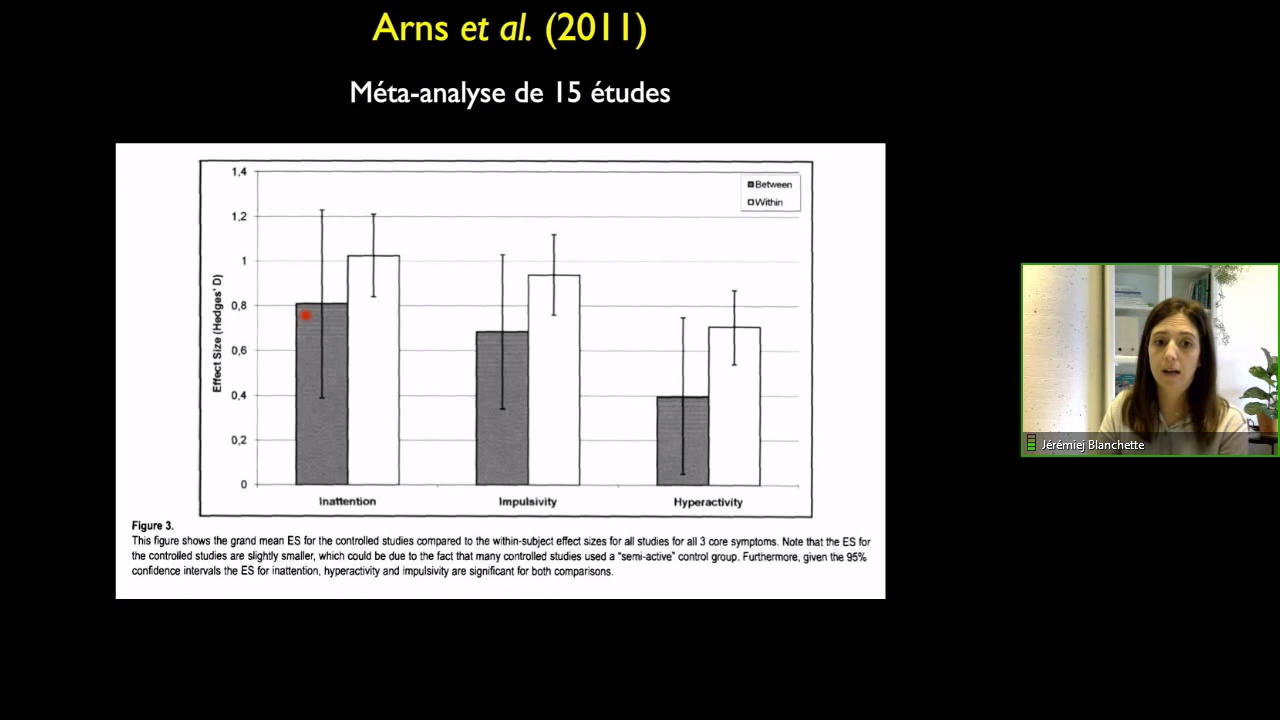 Arns et al. (2011)
Méta-analyse de 15 études
1,4
1,2
1
0,8
0,6
0,4
0,2
0
Effect Size (Hedges' D)
Between
Within
Inattention
Impulsivity
Hyperactivity
Figure 3.
This figure shows the grand mean ES for the controlled studies compared to the within-subject effect sizes for all studies for all 3 core symptoms. Note that the ES for
the controlled studies are slightly smaller, which could be due to the fact that many controlled studies used a "semi-active" control group. Furthermore, given the 95%
confidence intervals the ES for inattention, hyperactivity and impulsivity are significant for both comparisons.
Jérémiej Blanchette